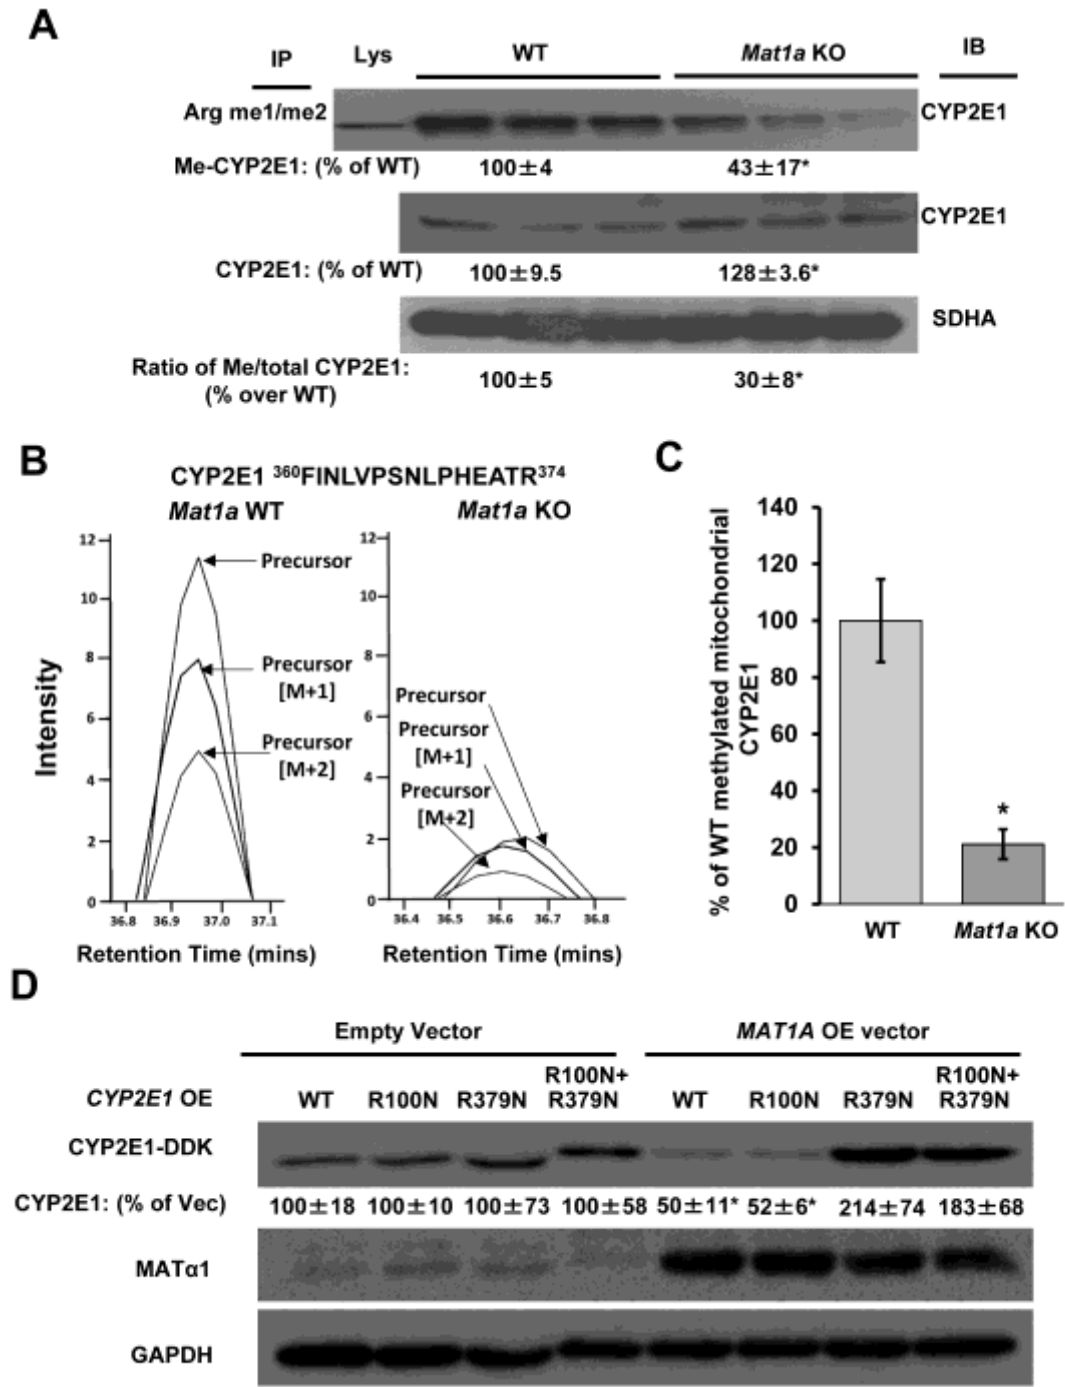 A
IP Lys WT Mat1a KO IB
Arg me1/me2 CYP2E1
Me-CYP2E1: (% of WT) 100±4 43±17*
CYP2E1
CYP2E1: (% of WT) 100±9.5 128±3.6*
SDHA
Ratio of Me/total CYP2E1: 100±5 30±8*
(% over WT)
B
CYP2E1 ³⁶⁰FINLVPSNLPHEATR³⁷⁴
Mat1a WT Mat1a KO
Intensity
12
10
8
6
4
2
0
Precursor
Precursor
[M+1]
Precursor
[M+2]
36.8 36.9 37.0 37.1
Retention Time (mins)
12
10
8
6
4
2
0
Precursor
Precursor
[M+1]
Precursor
[M+2]
36.4 36.5 36.6 36.7 36.8
Retention Time (mins)
C
% of WT methylated mitochondrial
CYP2E1
140
120
100
80
60
40
20
0
*
WT Mat1a KO
D
Empty Vector MAT1A OE vector
CYP2E1 OE WT R100N R379N R100N+
R379N WT R100N R379N R100N+
R379N
CYP2E1-DDK
CYP2E1: (% of Vec) 100±18 100±10 100±73 100±58 50±11* 52±6* 214±74 183±68
MATα1
GAPDH